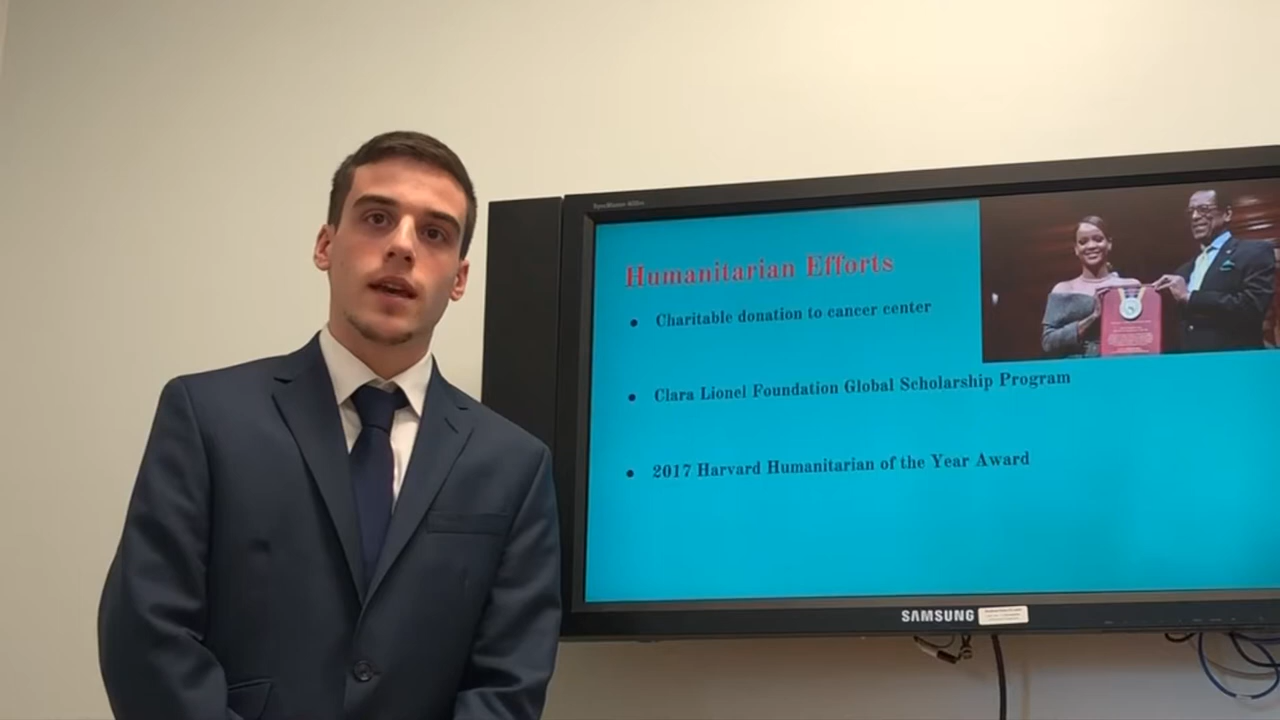 SyncMaster
Humanitarian Efforts
• Charitable donation to cancer center
• Clara Lionel Foundation Global Scholarship Program
• 2017 Harvard Humanitarian of the Year Award
SAMSUNG